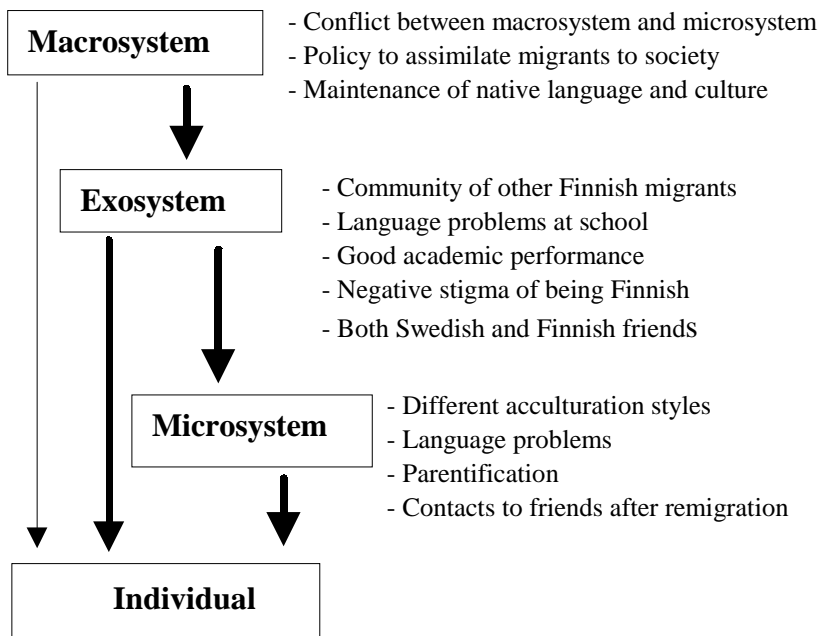 Macrosystem
- Conflict between macrosystem and microsystem
- Policy to assimilate migrants to society
- Maintenance of native language and culture
Exosystem
- Community of other Finnish migrants
- Language problems at school
- Good academic performance
- Negative stigma of being Finnish
- Both Swedish and Finnish friends
Microsystem
- Different acculturation styles
- Language problems
- Parentification
- Contacts to friends after remigration
Individual